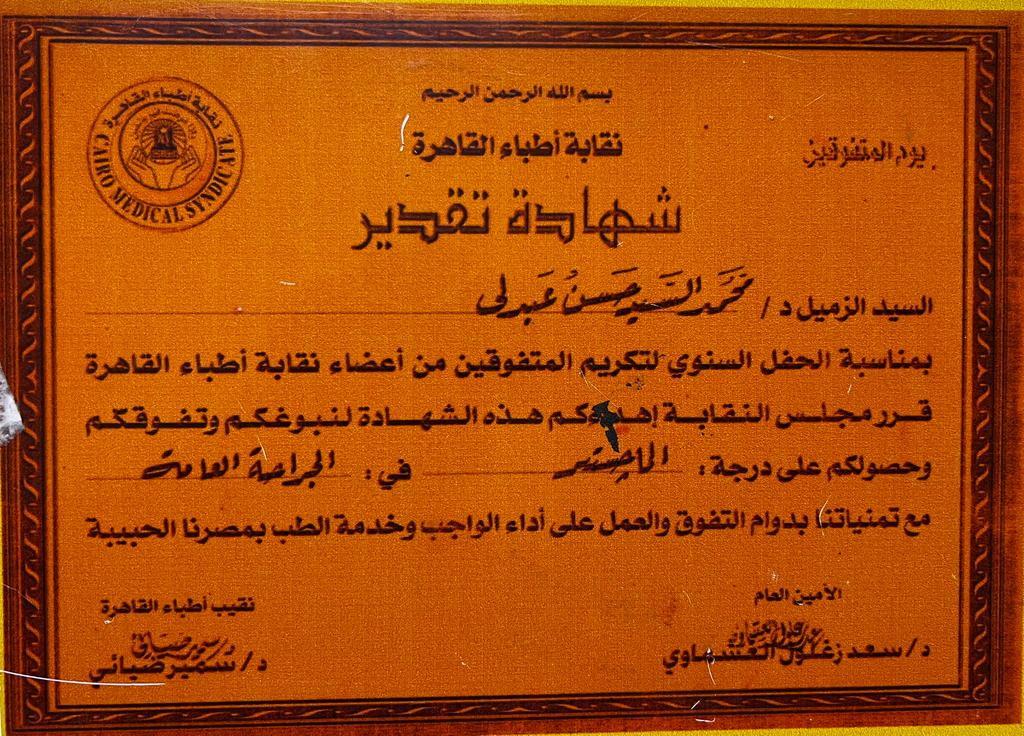 بسم الله الرحمن الرحيم
نقابة أطباء القاهرة
يوم المتفوقين
نقابة أطباء القاهرة
CAIRO MEDICAL SYNDICATE
شهادة تقدير
السيد الزميل د / محمد السيد حسن عبدلى
بمناسبة الحفل السنوي لتكريم المتفوقين من أعضاء نقابة أطباء القاهرة
قرر مجلس النقابة إهداءكم هذه الشهادة لنبوغكم وتفوقكم
وحصولكم على درجة: الماجستير في: الجراحة العامة
مع تمنياتنا بدوام التفوق والعمل على أداء الواجب وخدمة الطب بمصرنا الحبيبة
الأمين العام
د/ سعد زغلول العشماوي
نقيب أطباء القاهرة
د/ سمير ضيائي